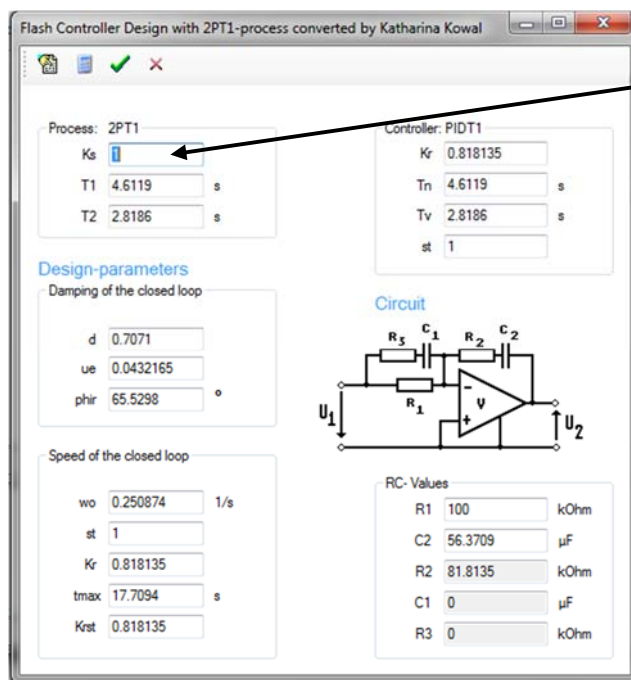 Flash Controller Design with 2PT1-process converted by Katharina Kowal
Process: 2PT1
Ks 1
T1 4.6119 s
T2 2.8186 s
Controller: PIDT1
Kr 0.818135
Tn 4.6119 s
Tv 2.8186 s
st 1
Design-parameters
Damping of the closed loop
d 0.7071
ue 0.0432165
phir 65.5298 °
Circuit
R3 C1 R2 C2
R1
V
U1 U2
Speed of the closed loop
wo 0.250874 1/s
st 1
Kr 0.818135
tmax 17.7094 s
Krst 0.818135
RC- Values
R1 100 kOhm
C2 56.3709 µF
R2 81.8135 kOhm
C1 0 µF
R3 0 kOhm